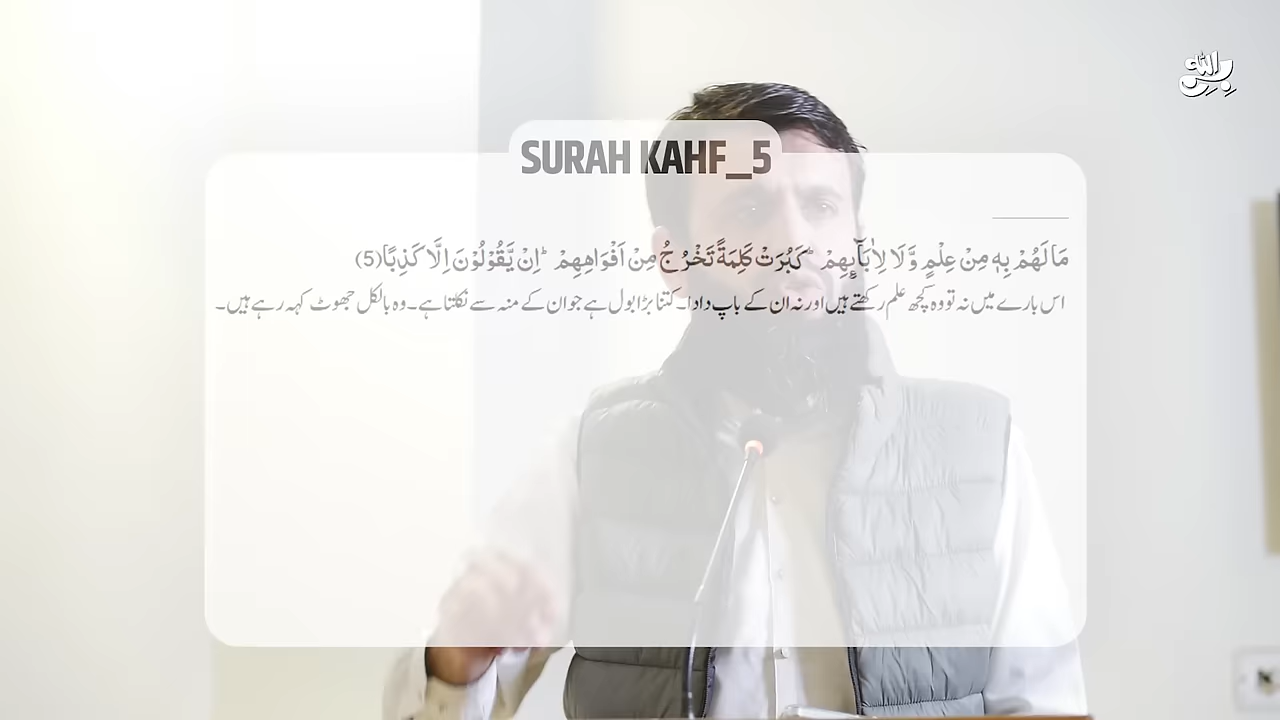 بسم الله
SURAH KAHF_5
مَا لَهُمْ بِهٖ مِنْ عِلْمٍ وَّ لَا لِاٰبَآىٕهِمْ ؕ كَبُرَتْ كَلِمَةً تَخْرُ جُ مِنْ اَفْوَاهِهِمْ ؕ اِنْ یَّقُوْلُوْنَ اِلَّا كَذِبًا(5)
اس بارے میں نہ تو وہ کچھ علم رکھتے ہیں اور نہ ان کے باپ دادا۔ کتنا بڑا بول ہے جو ان کے منہ سے نکلتا ہے۔ وہ بالکل جھوٹ کہہ رہے ہیں۔